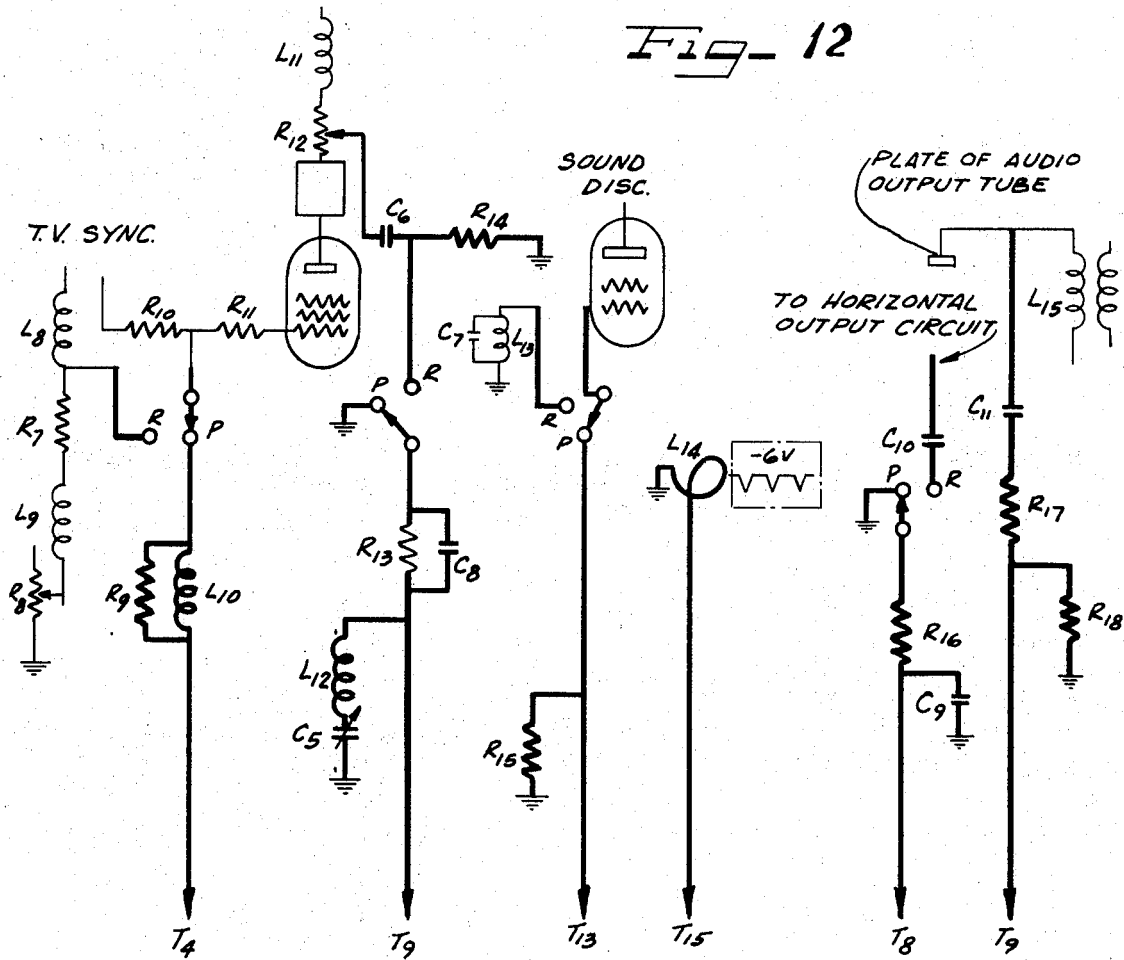 Fig_ 12
L11
R12
SOUND
DISC.
PLATE OF AUDIO
OUTPUT TUBE
C6
R14
T.V. SYNC.
R10
R11
L8
C7
L13
TO HORIZONTAL
OUTPUT CIRCUIT
L15
R7
R
P
P
R
R
P
L14
-6V
C10
C11
P
R
L9
R13
C8
R17
R8
R9
L10
R16
R18
L12
C5
C9
R15
T4
T9
T13
T15
T8
T9